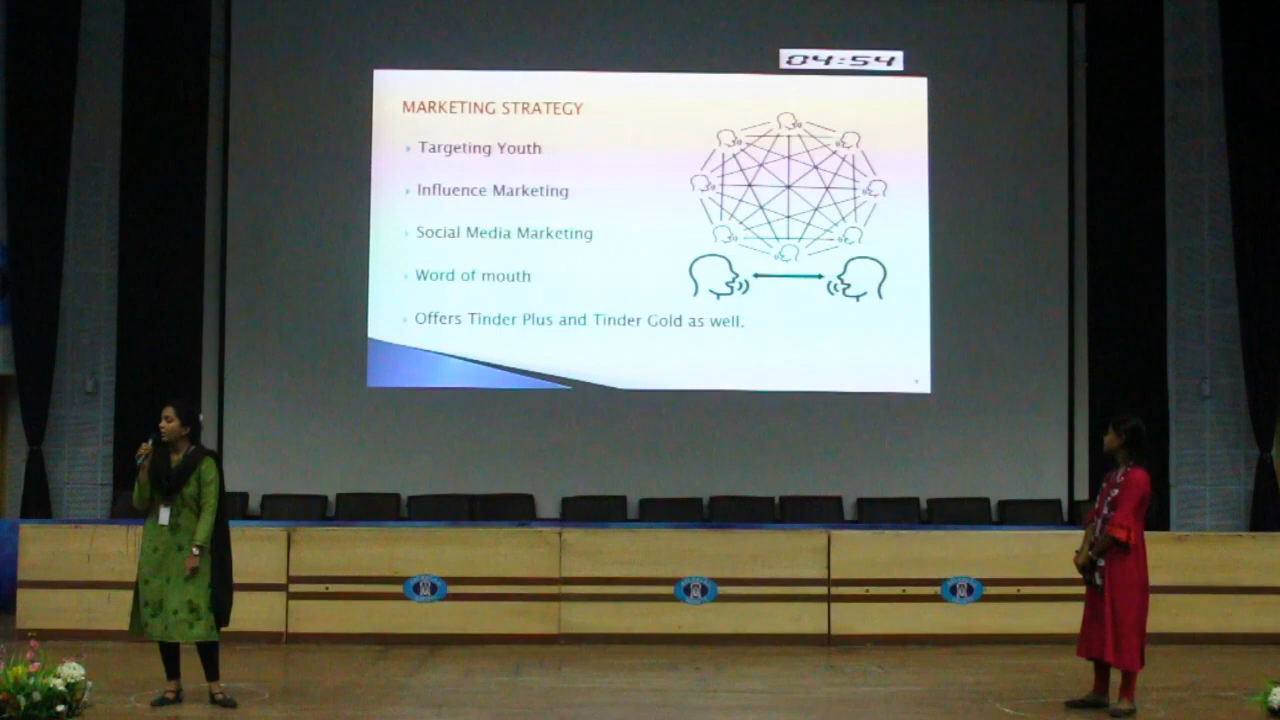 04:54
MARKETING STRATEGY
Targeting Youth
Influence Marketing
Social Media Marketing
Word of mouth
Offers Tinder Plus and Tinder Gold as well.